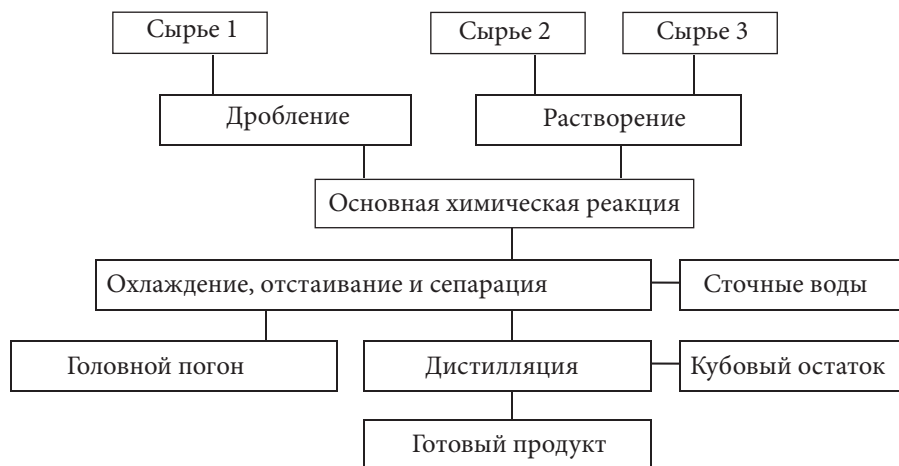 Сырье 1
Сырье 2
Сырье 3
Дробление
Растворение
Основная химическая реакция
Охлаждение, отстаивание и сепарация
Сточные воды
Головной погон
Дистилляция
Кубовый остаток
Готовый продукт